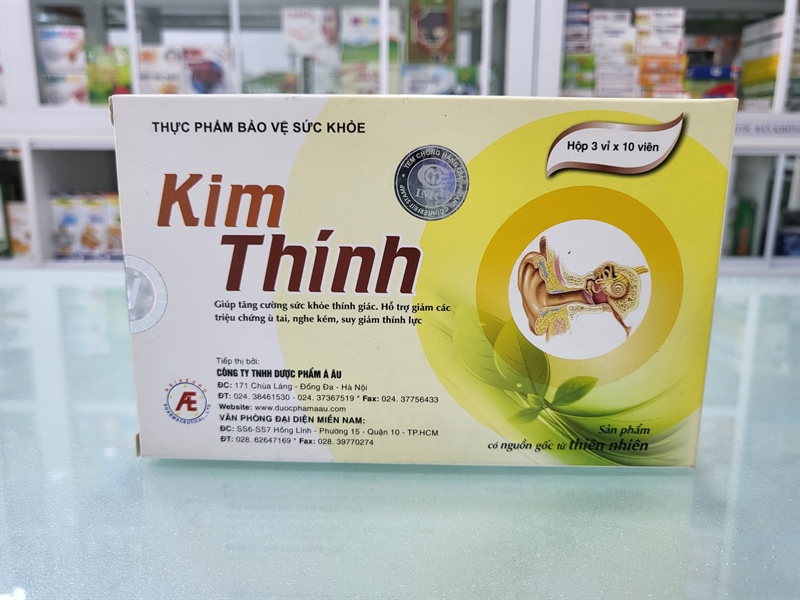 THỰC PHẨM BẢO VỆ SỨC KHỎE
Hộp 3 vỉ x 10 viên
TEM CHỐNG HÀNG GIẢ
Kim
Thính
Giúp tăng cường sức khỏe thính giác. Hỗ trợ giảm các
triệu chứng ù tai, nghe kém, suy giảm thính lực
Tiếp thị bởi:
CÔNG TY TNHH DƯỢC PHẨM Á ÂU
ĐC: 171 Chùa Láng - Đống Đa - Hà Nội
ĐT: 024. 38461530 - 024. 37367519 * Fax: 024. 37756433
Website: www.duocphamaau.com
VĂN PHÒNG ĐẠI DIỆN MIỀN NAM:
ĐC: SS6-SS7 Hồng Lĩnh - Phường 15 - Quận 10 - TP.HCM
ĐT: 028. 62647169 * Fax: 028. 39770274
Sản phẩm
có nguồn gốc từ thiên nhiên